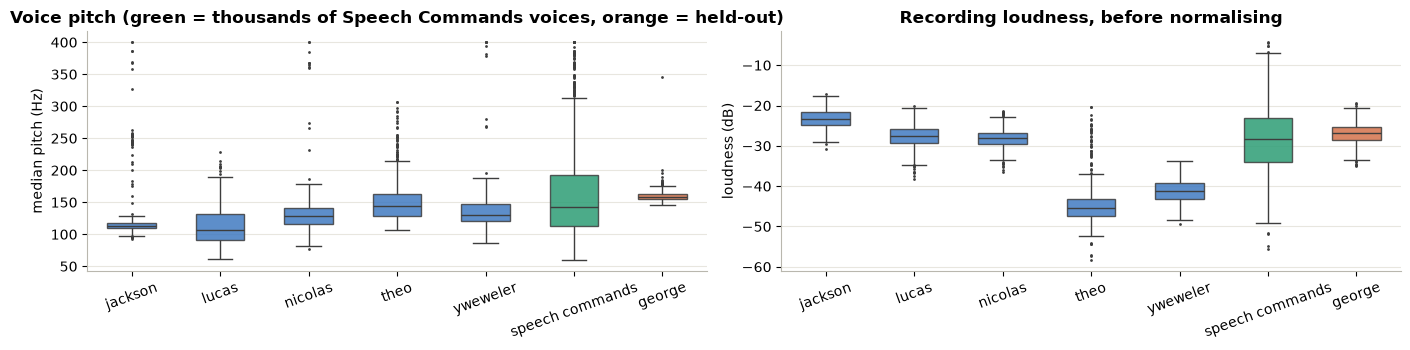 Voice pitch (green = thousands of Speech Commands voices, orange = held-out)
median pitch (Hz)
400
350
300
250
200
150
100
50
jackson
lucas
nicolas
theo
yweweler
speech commands
george
Recording loudness, before normalising
loudness (dB)
−10
−20
−30
−40
−50
−60
jackson
lucas
nicolas
theo
yweweler
speech commands
george